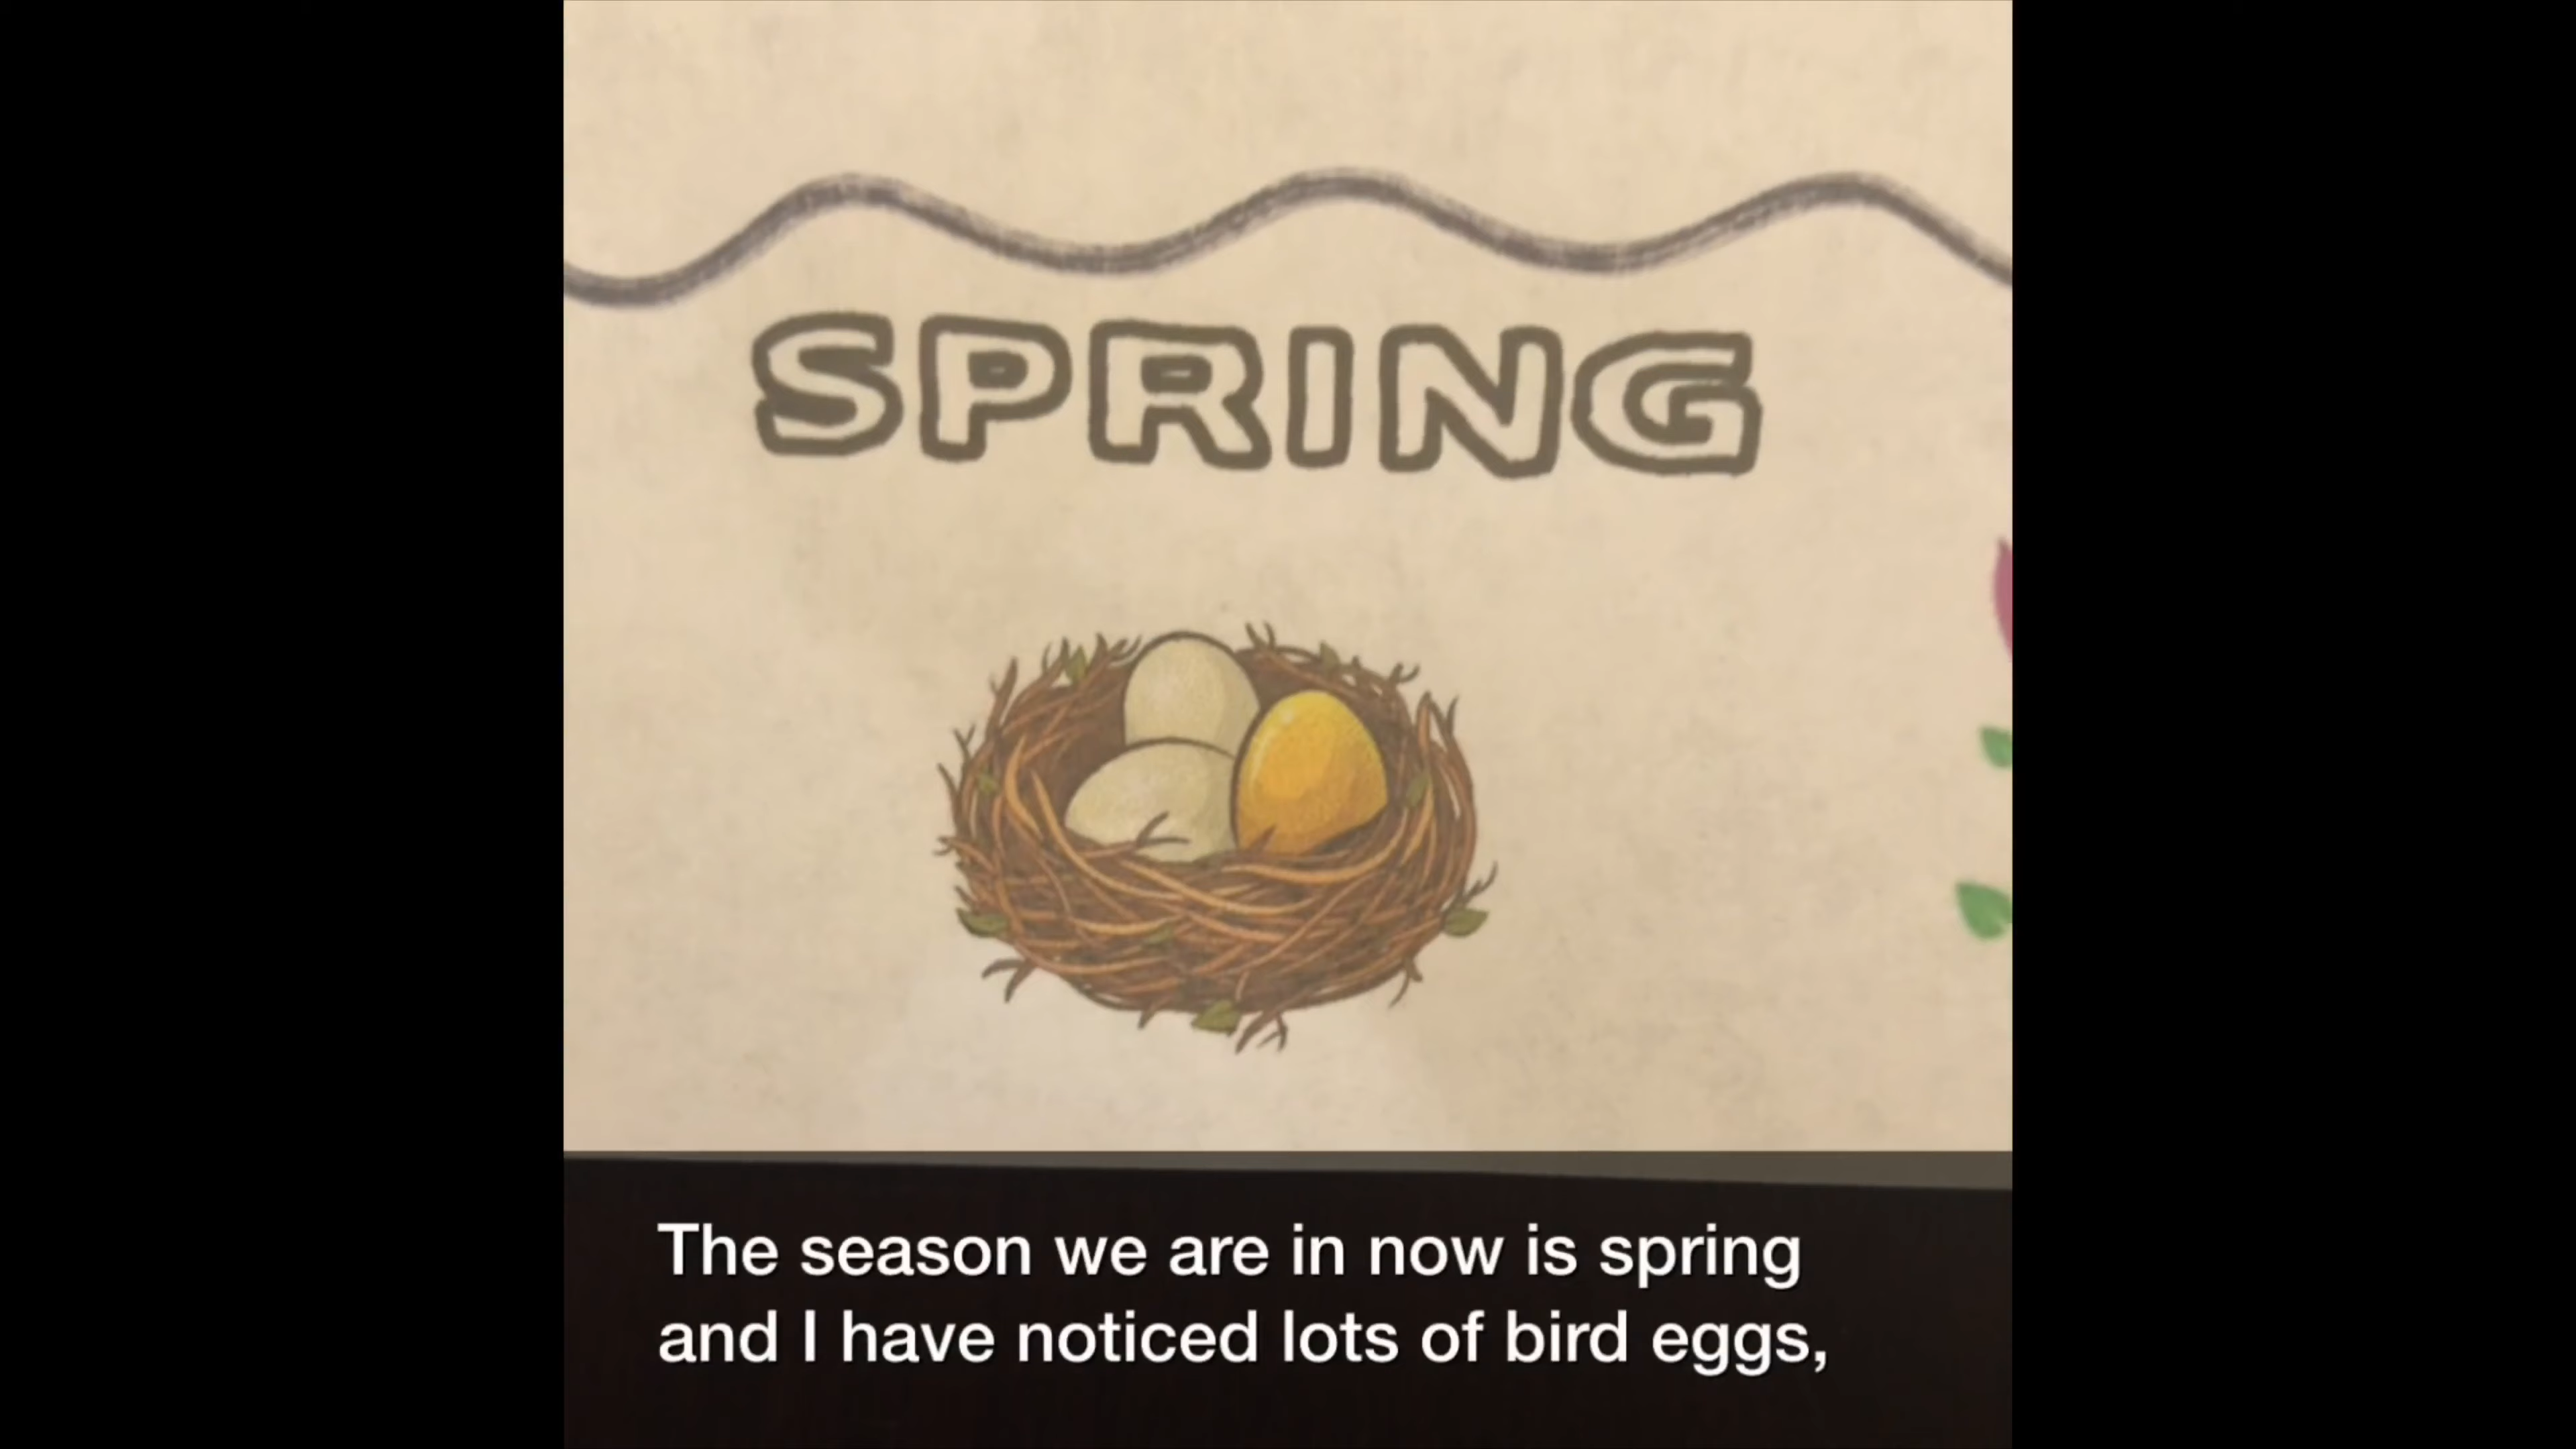 SPRING
The season we are in now is spring
and I have noticed lots of bird eggs,